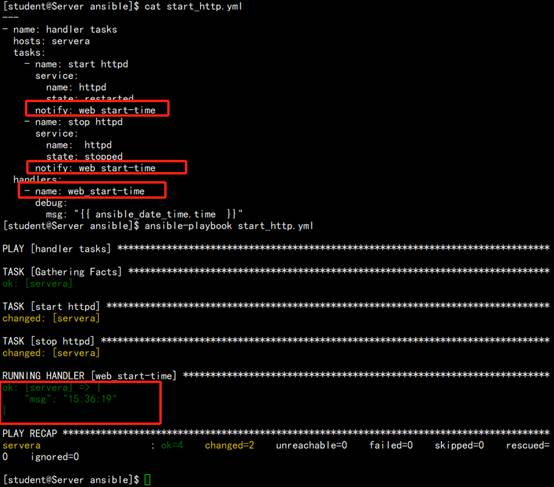 [student@Server ansible]$ cat start_http.yml
---
- name: handler tasks
  hosts: servera
  tasks:
    - name: start httpd
      service:
        name: httpd
        state: restarted
      notify: web_start-time
    - name: stop httpd
      service:
        name:  httpd
        state: stopped
      notify: web_start-time
  handlers:
    - name: web_start-time
      debug:
        msg: "{{ ansible_date_time.time  }}"
[student@Server ansible]$ ansible-playbook start_http.yml
PLAY [handler tasks] ******************************************************************
TASK [Gathering Facts] ****************************************************************
ok: [servera]
TASK [start httpd] ********************************************************************
changed: [servera]
TASK [stop httpd] *********************************************************************
changed: [servera]
RUNNING HANDLER [web_start-time] ******************************************************
ok: [servera] => {
    "msg": "15:36:19"
}
PLAY RECAP ****************************************************************************
servera                    : ok=4    changed=2    unreachable=0    failed=0    skipped=0    rescued=
0    ignored=0
[student@Server ansible]$